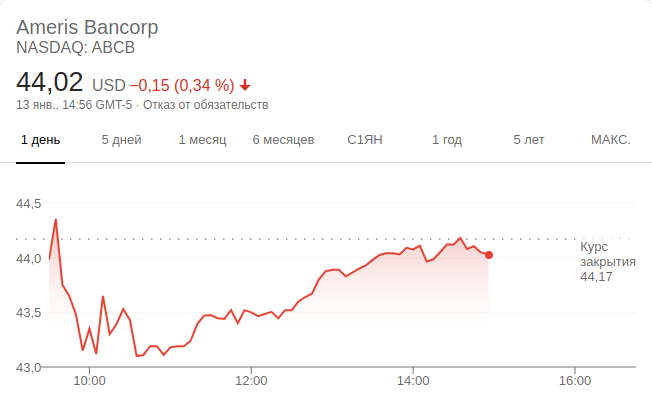 Ameris Bancorp
NASDAQ: ABCB
44,02 USD −0,15 (0,34 %)
13 янв., 14:56 GMT-5 · Отказ от обязательств
1 день 5 дней 1 месяц 6 месяцев С1ЯН 1 год 5 лет МАКС.
44,5
44,0
43,5
43,0
Курс
закрытия
44,17
10:00 12:00 14:00 16:00